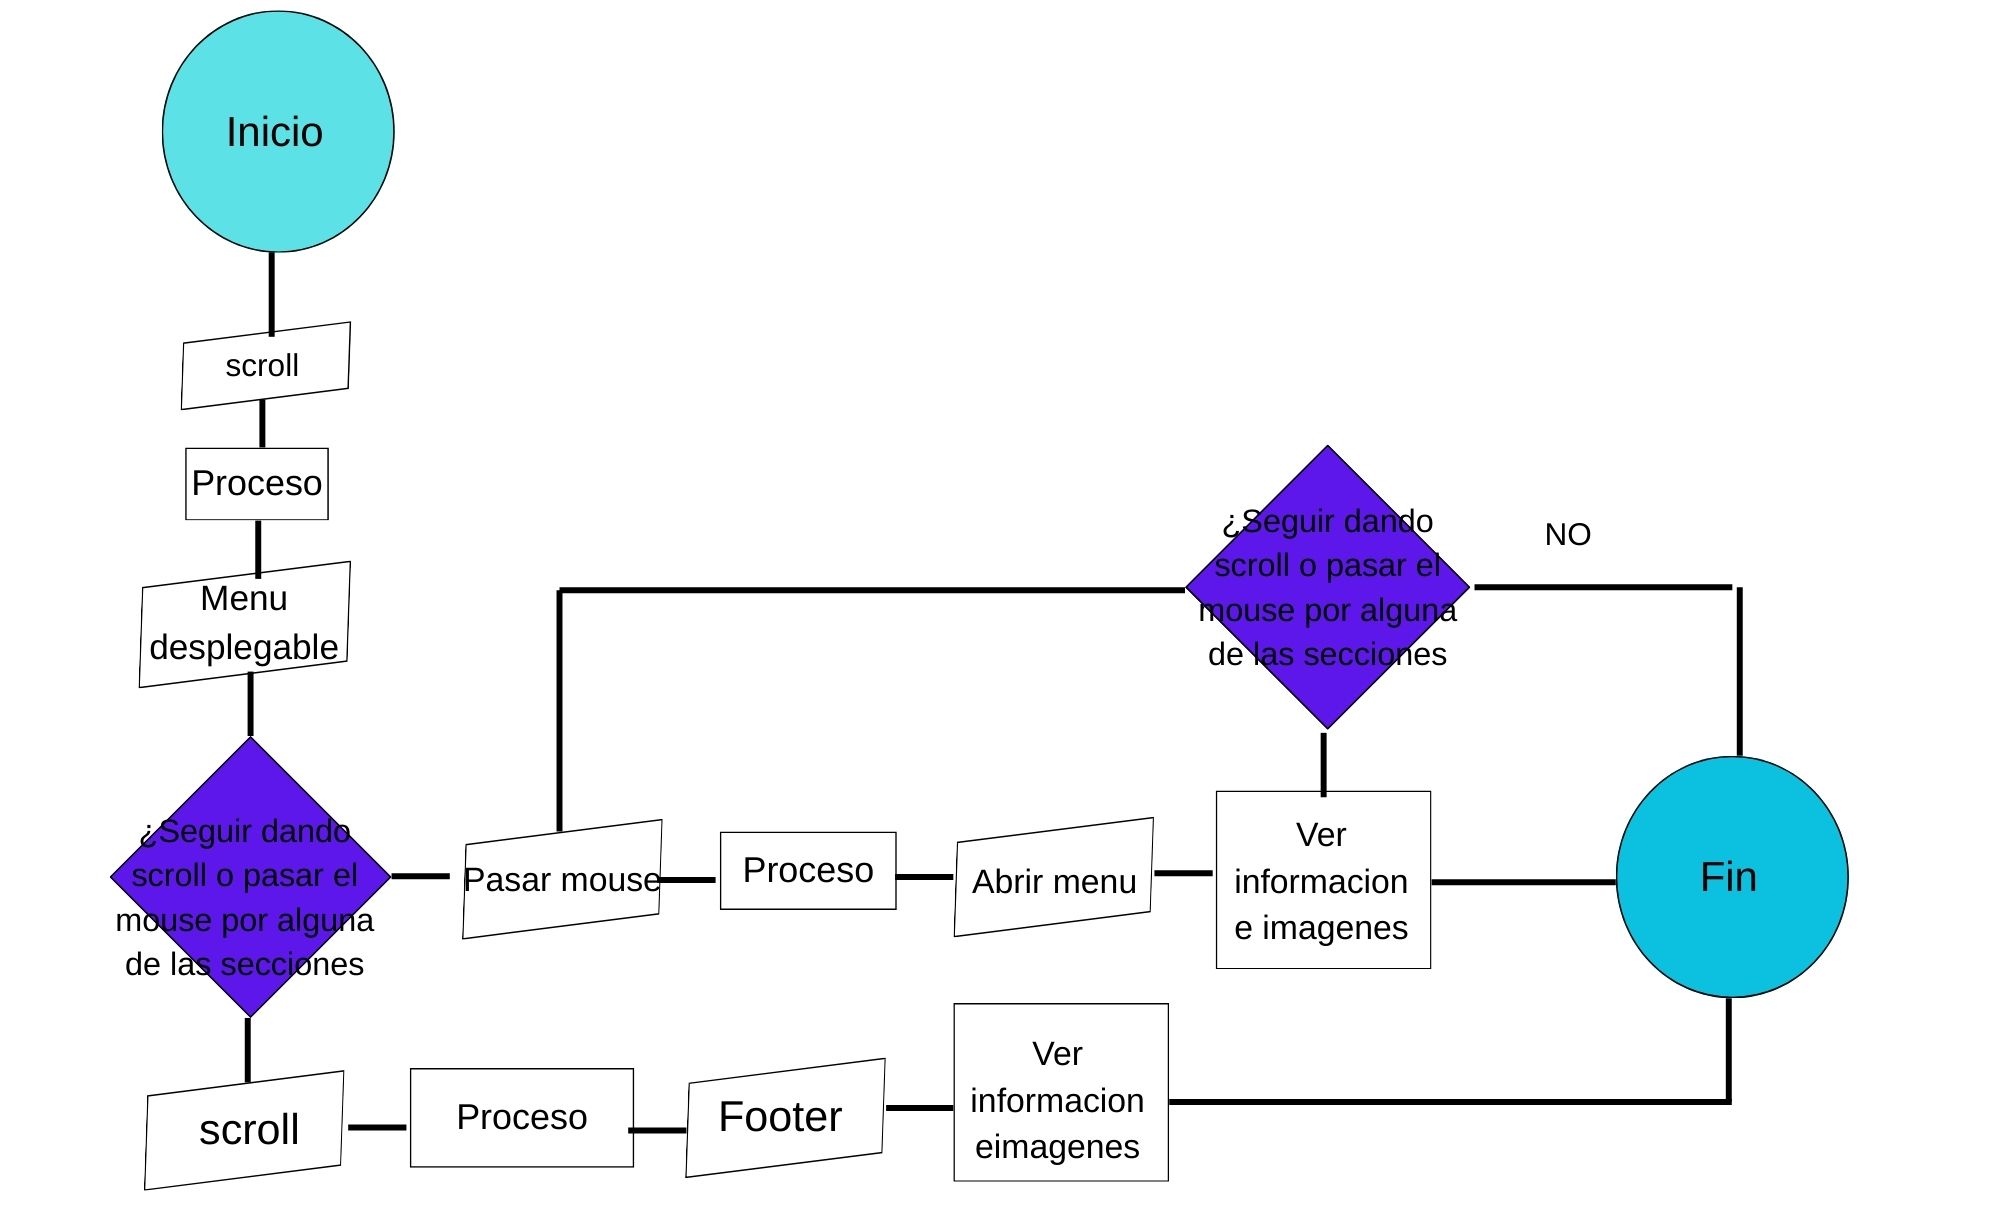 Inicio
scroll
Proceso
Menu
desplegable
¿Seguir dando
scroll o pasar el
mouse por alguna
de las secciones
NO
¿Seguir dando
scroll o pasar el
mouse por alguna
de las secciones
Pasar mouse
Proceso
Abrir menu
Ver
informacion
e imagenes
Fin
scroll
Proceso
Footer
Ver
informacion
eimagenes